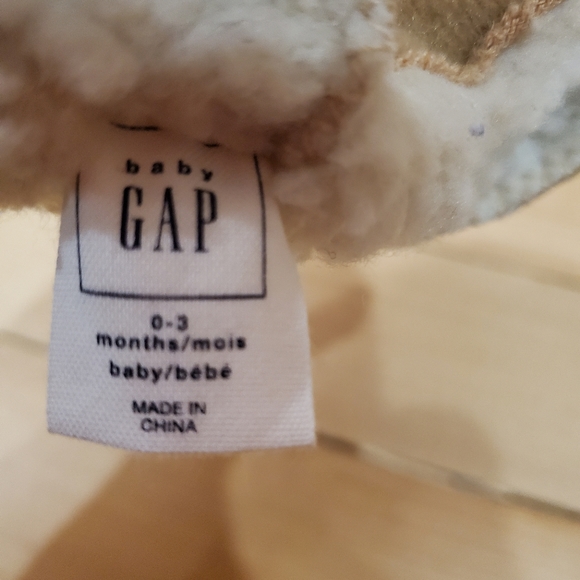 baby
GAP
0-3
months/mois
baby/bébé
MADE IN
CHINA